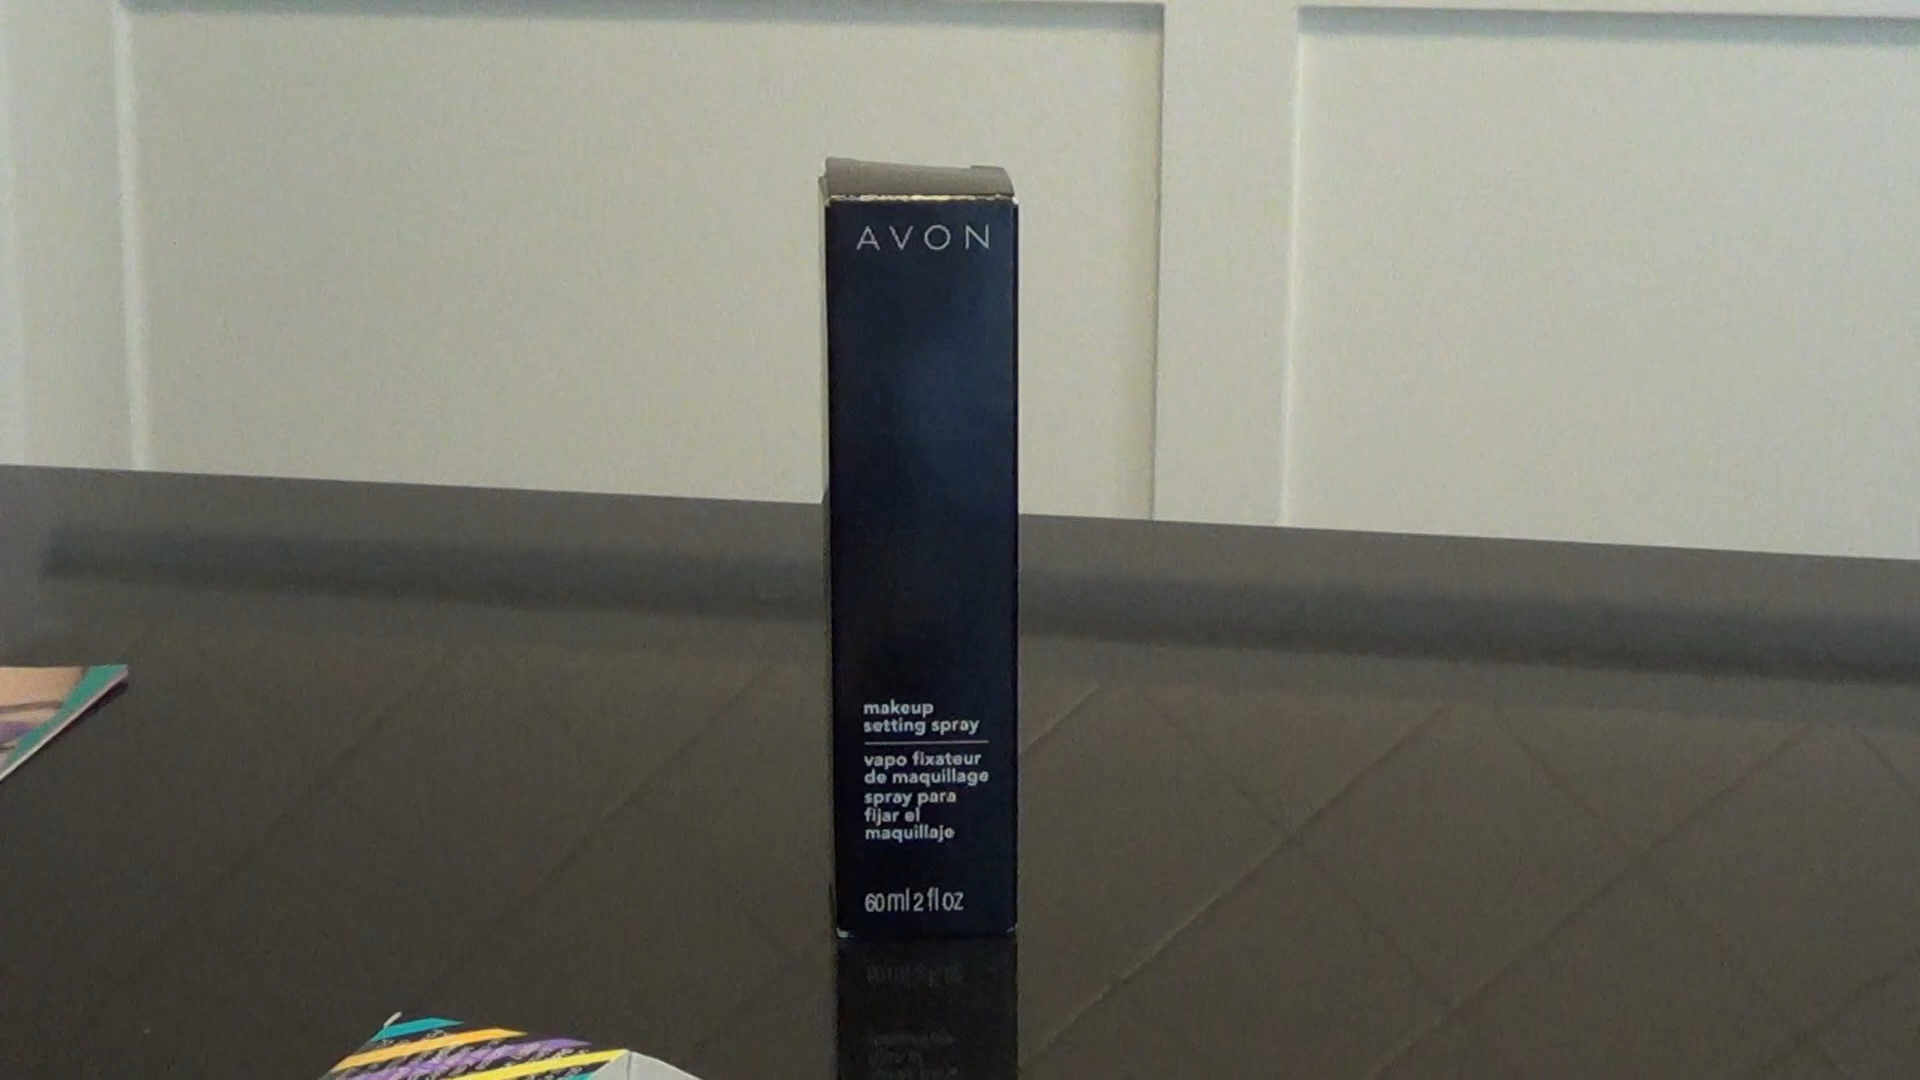 AVON
makeup
setting spray
vapo fixateur
de maquillage
spray para
fijar el
maquillaje
60ml 2 fl oz